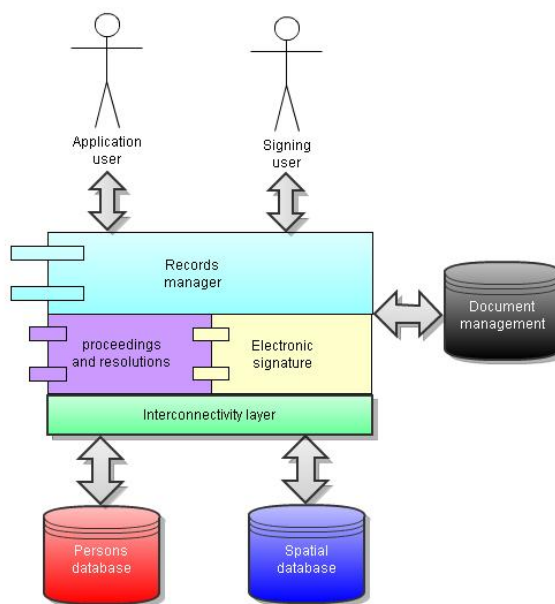 Application
user
Signing
user
Records
manager
Document
management
proceedings
and resolutions
Electronic
signature
Interconnectivity layer
Persons
database
Spatial
database